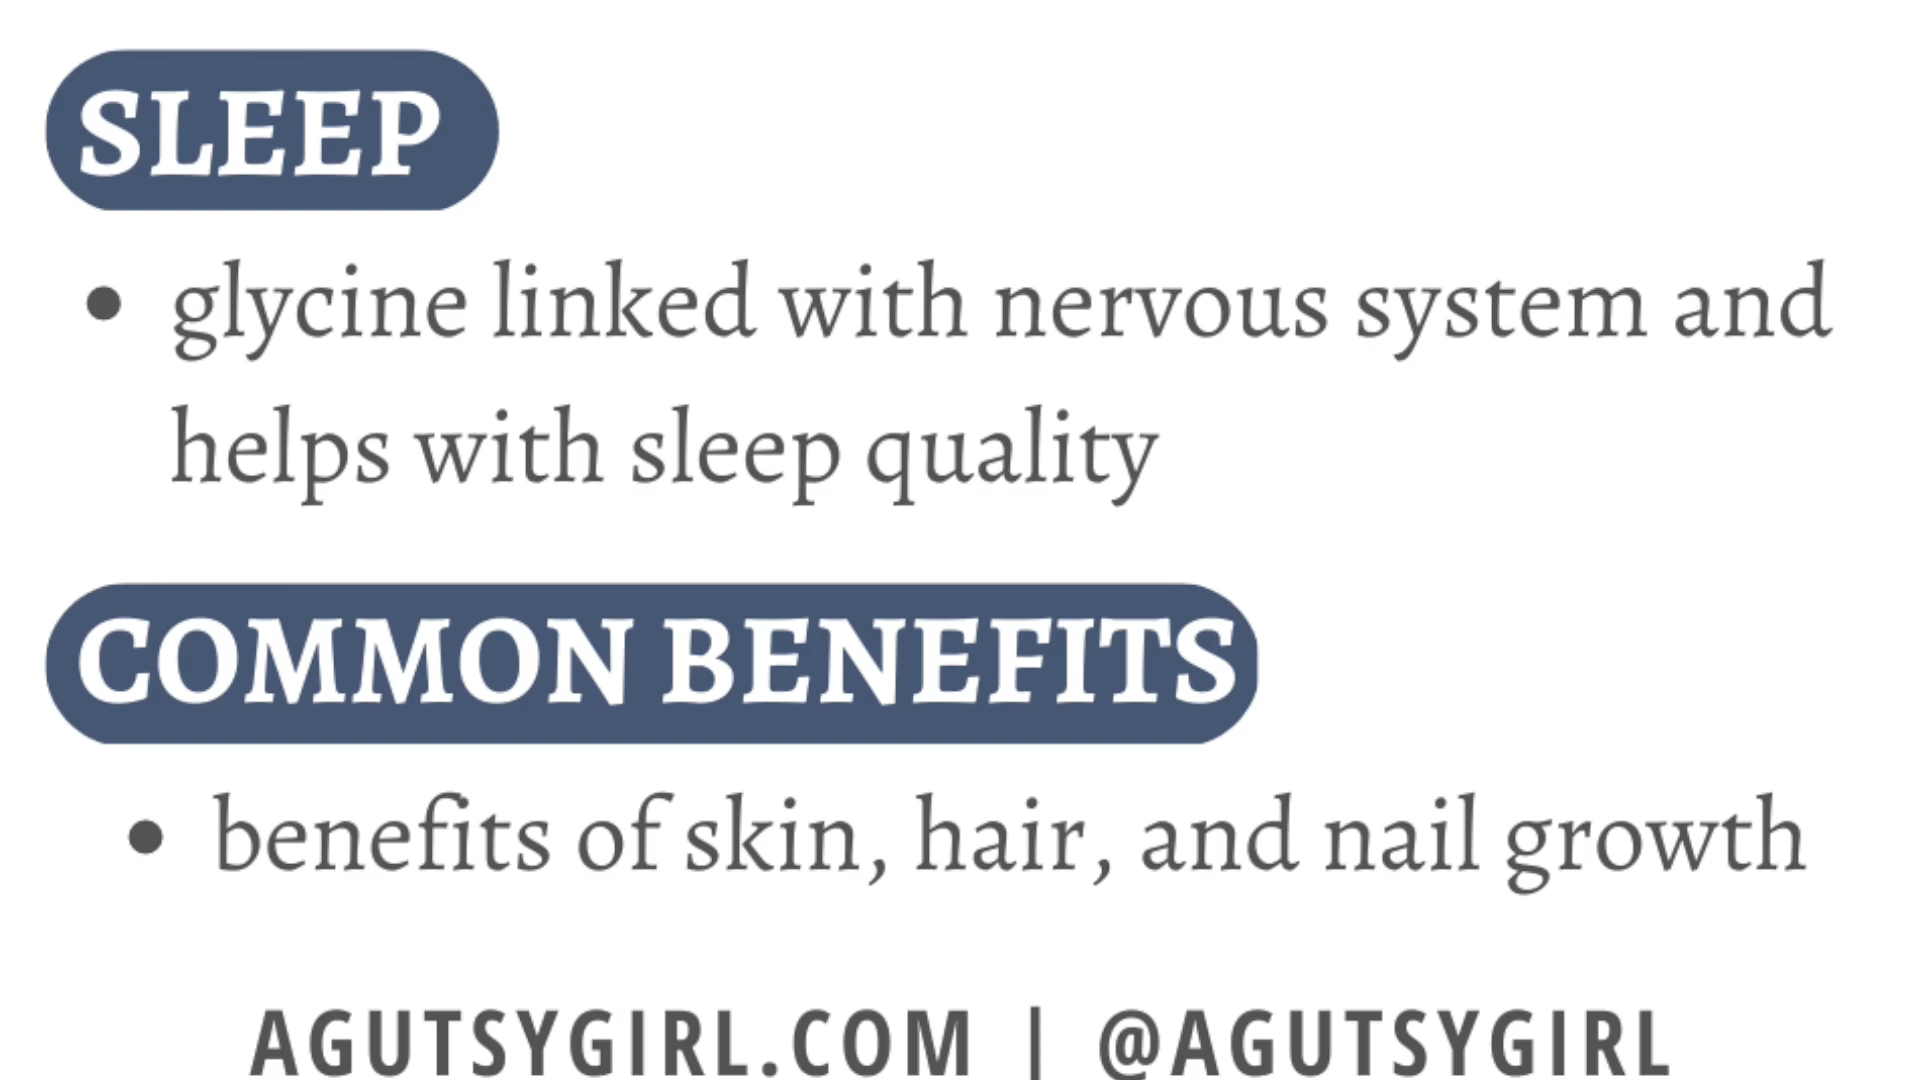 SLEEP
• glycine linked with nervous system and
helps with sleep quality
COMMON BENEFITS
• benefits of skin, hair, and nail growth
AGUTSYGIRL.COM | @AGUTSYGIRL